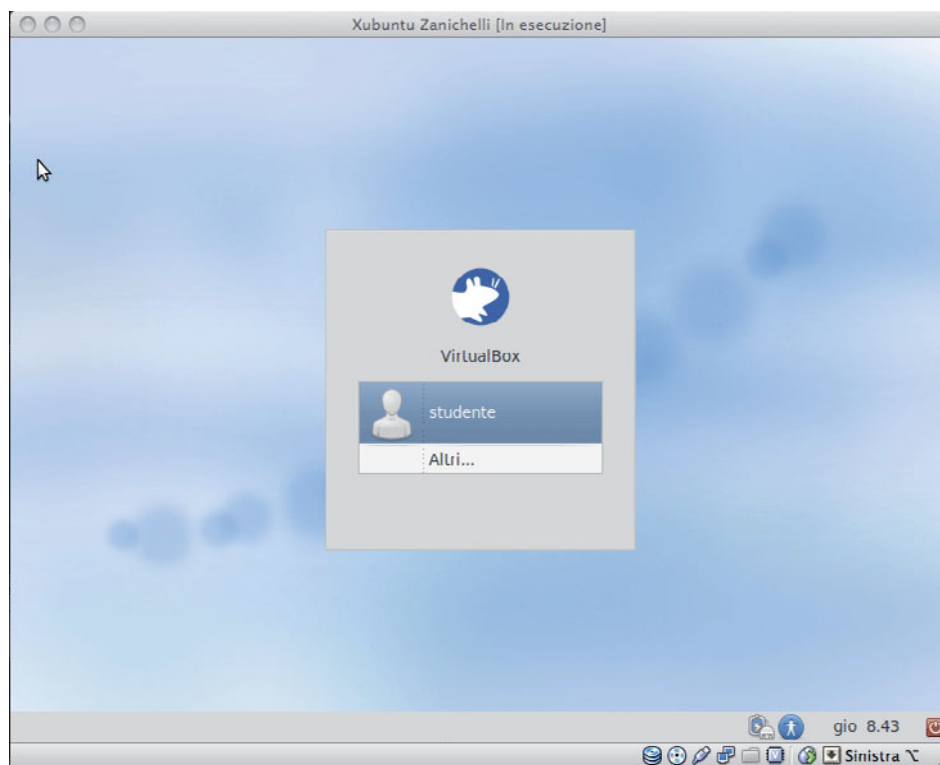 Xubuntu Zanichelli [In esecuzione]
VirtualBox
studente
Altri...
gio 8.43
Sinistra ⌥